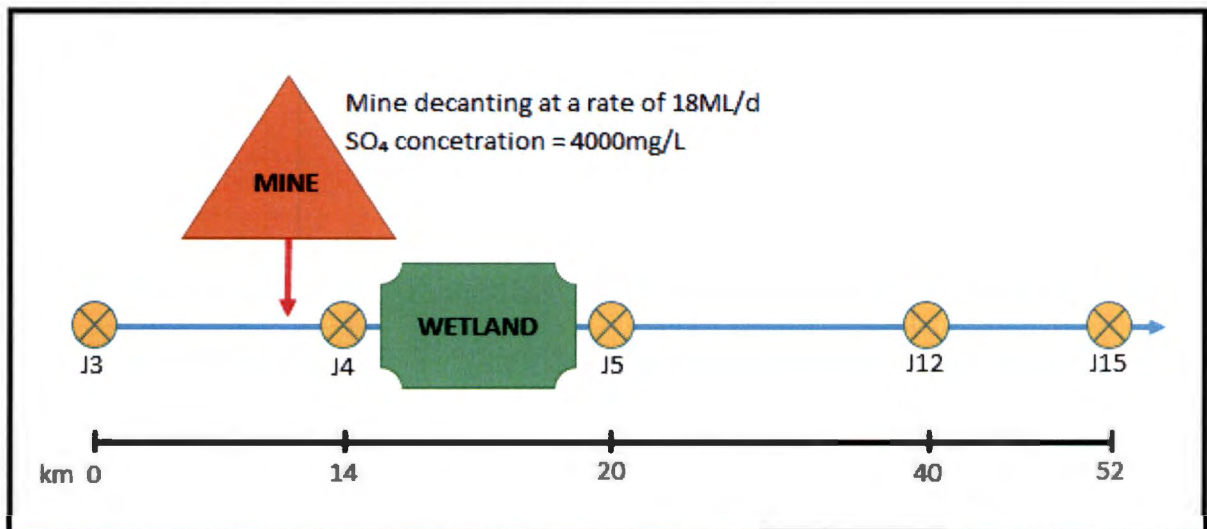 Mine decanting at a rate of 18ML/d
SO₄ concetration = 4000mg/L
MINE
WETLAND
J3
J4
J5
J12
J15
km 0 14 20 40 52